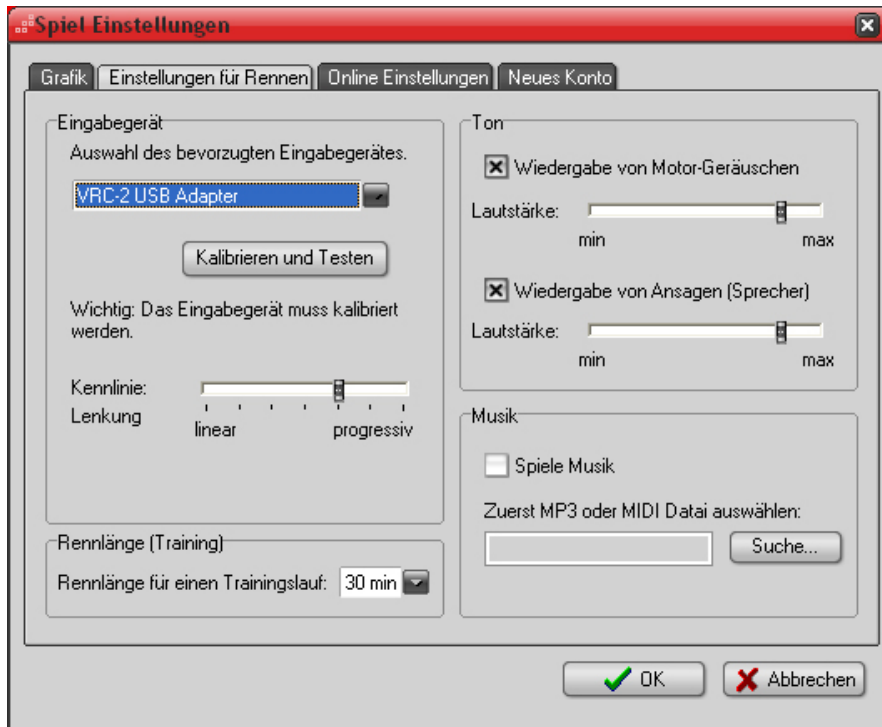 Spiel Einstellungen
Grafik
Einstellungen für Rennen
Online Einstellungen
Neues Konto
Eingabegerät
Auswahl des bevorzugten Eingabegerätes.
VRC-2 USB Adapter
Kalibrieren und Testen
Wichtig: Das Eingabegerät muss kalibriert
werden.
Kennlinie:
Lenkung
linear
progressiv
Rennlänge (Training)
Rennlänge für einen Trainingslauf:
30 min
Ton
Wiedergabe von Motor-Geräuschen
Lautstärke:
min
max
Wiedergabe von Ansagen (Sprecher)
Lautstärke:
min
max
Musik
Spiele Musik
Zuerst MP3 oder MIDI Datai auswählen:
Suche...
OK
Abbrechen